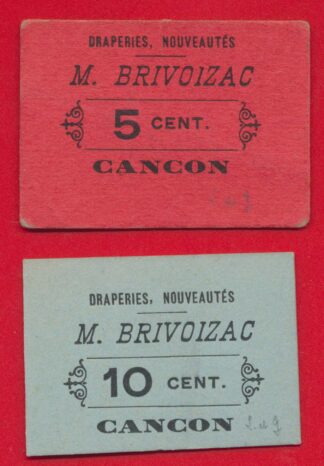 DRAPERIES, NOUVEAUTÉS
M. BRIVOIZAC
5 CENT.
CANCON
DRAPERIES, NOUVEAUTÉS
M. BRIVOIZAC
10 CENT.
CANCON